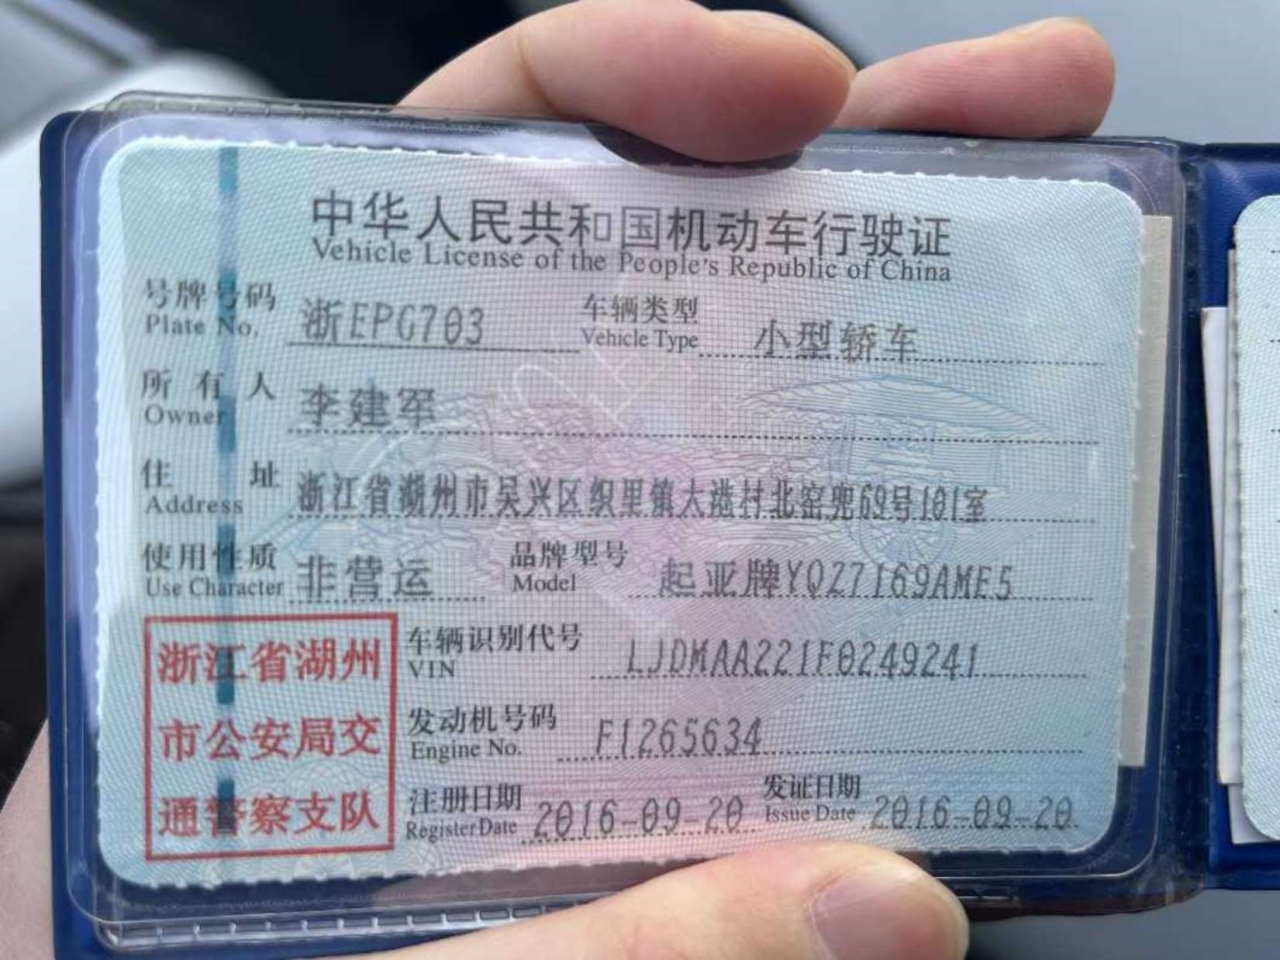 中华人民共和国机动车行驶证
Vehicle License of the People's Republic of China
号牌号码 浙EPG703 车辆类型 小型轿车
Plate No. Vehicle Type
所有人 李建军
Owner
住址 浙江省湖州市吴兴区织里镇大港村北窑兜69号101室
Address
使用性质 非营运 品牌型号 起亚牌YQZ7169AME5
Use Character Model
浙江省湖州
市公安局交
通警察支队
车辆识别代号 LJDMAA221F0249241
VIN
发动机号码 F1265634
Engine No.
注册日期 2016-09-20 发证日期 2016-09-20
Register Date Issue Date